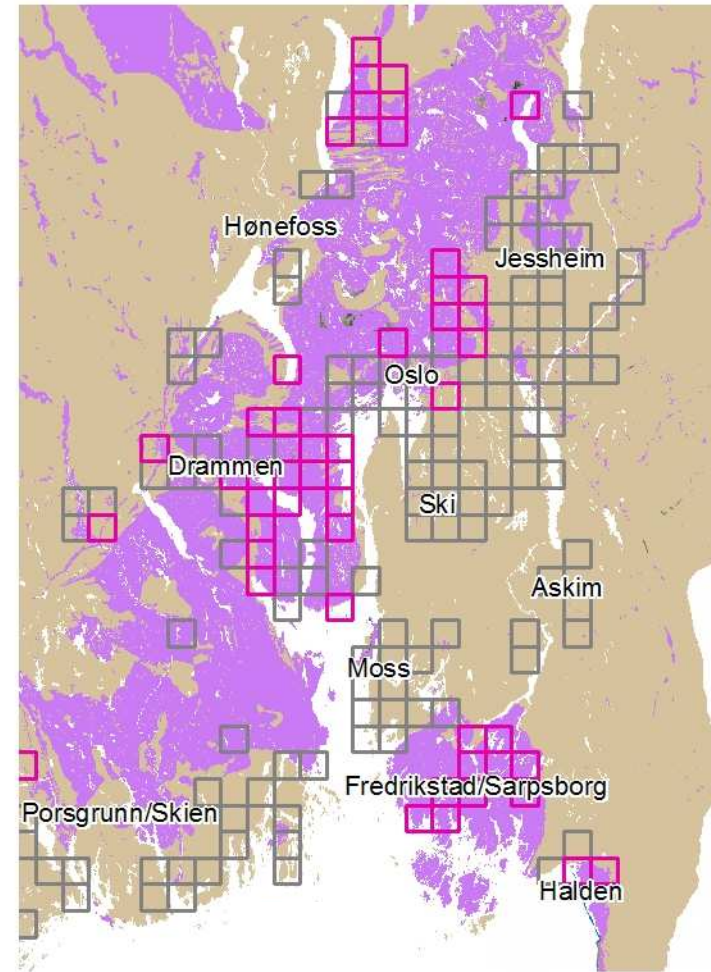 Hønefoss
Jessheim
Oslo
Drammen
Ski
Askim
Moss
Fredrikstad/Sarpsborg
Porsgrunn/Skien
Halden